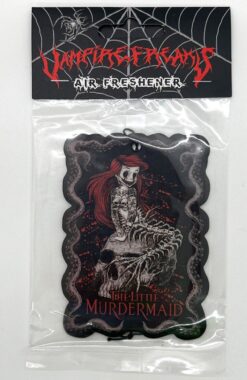 VAMPIRE FREAKS
AIR FRESHENER
THE LITTLE
MURDERMAID